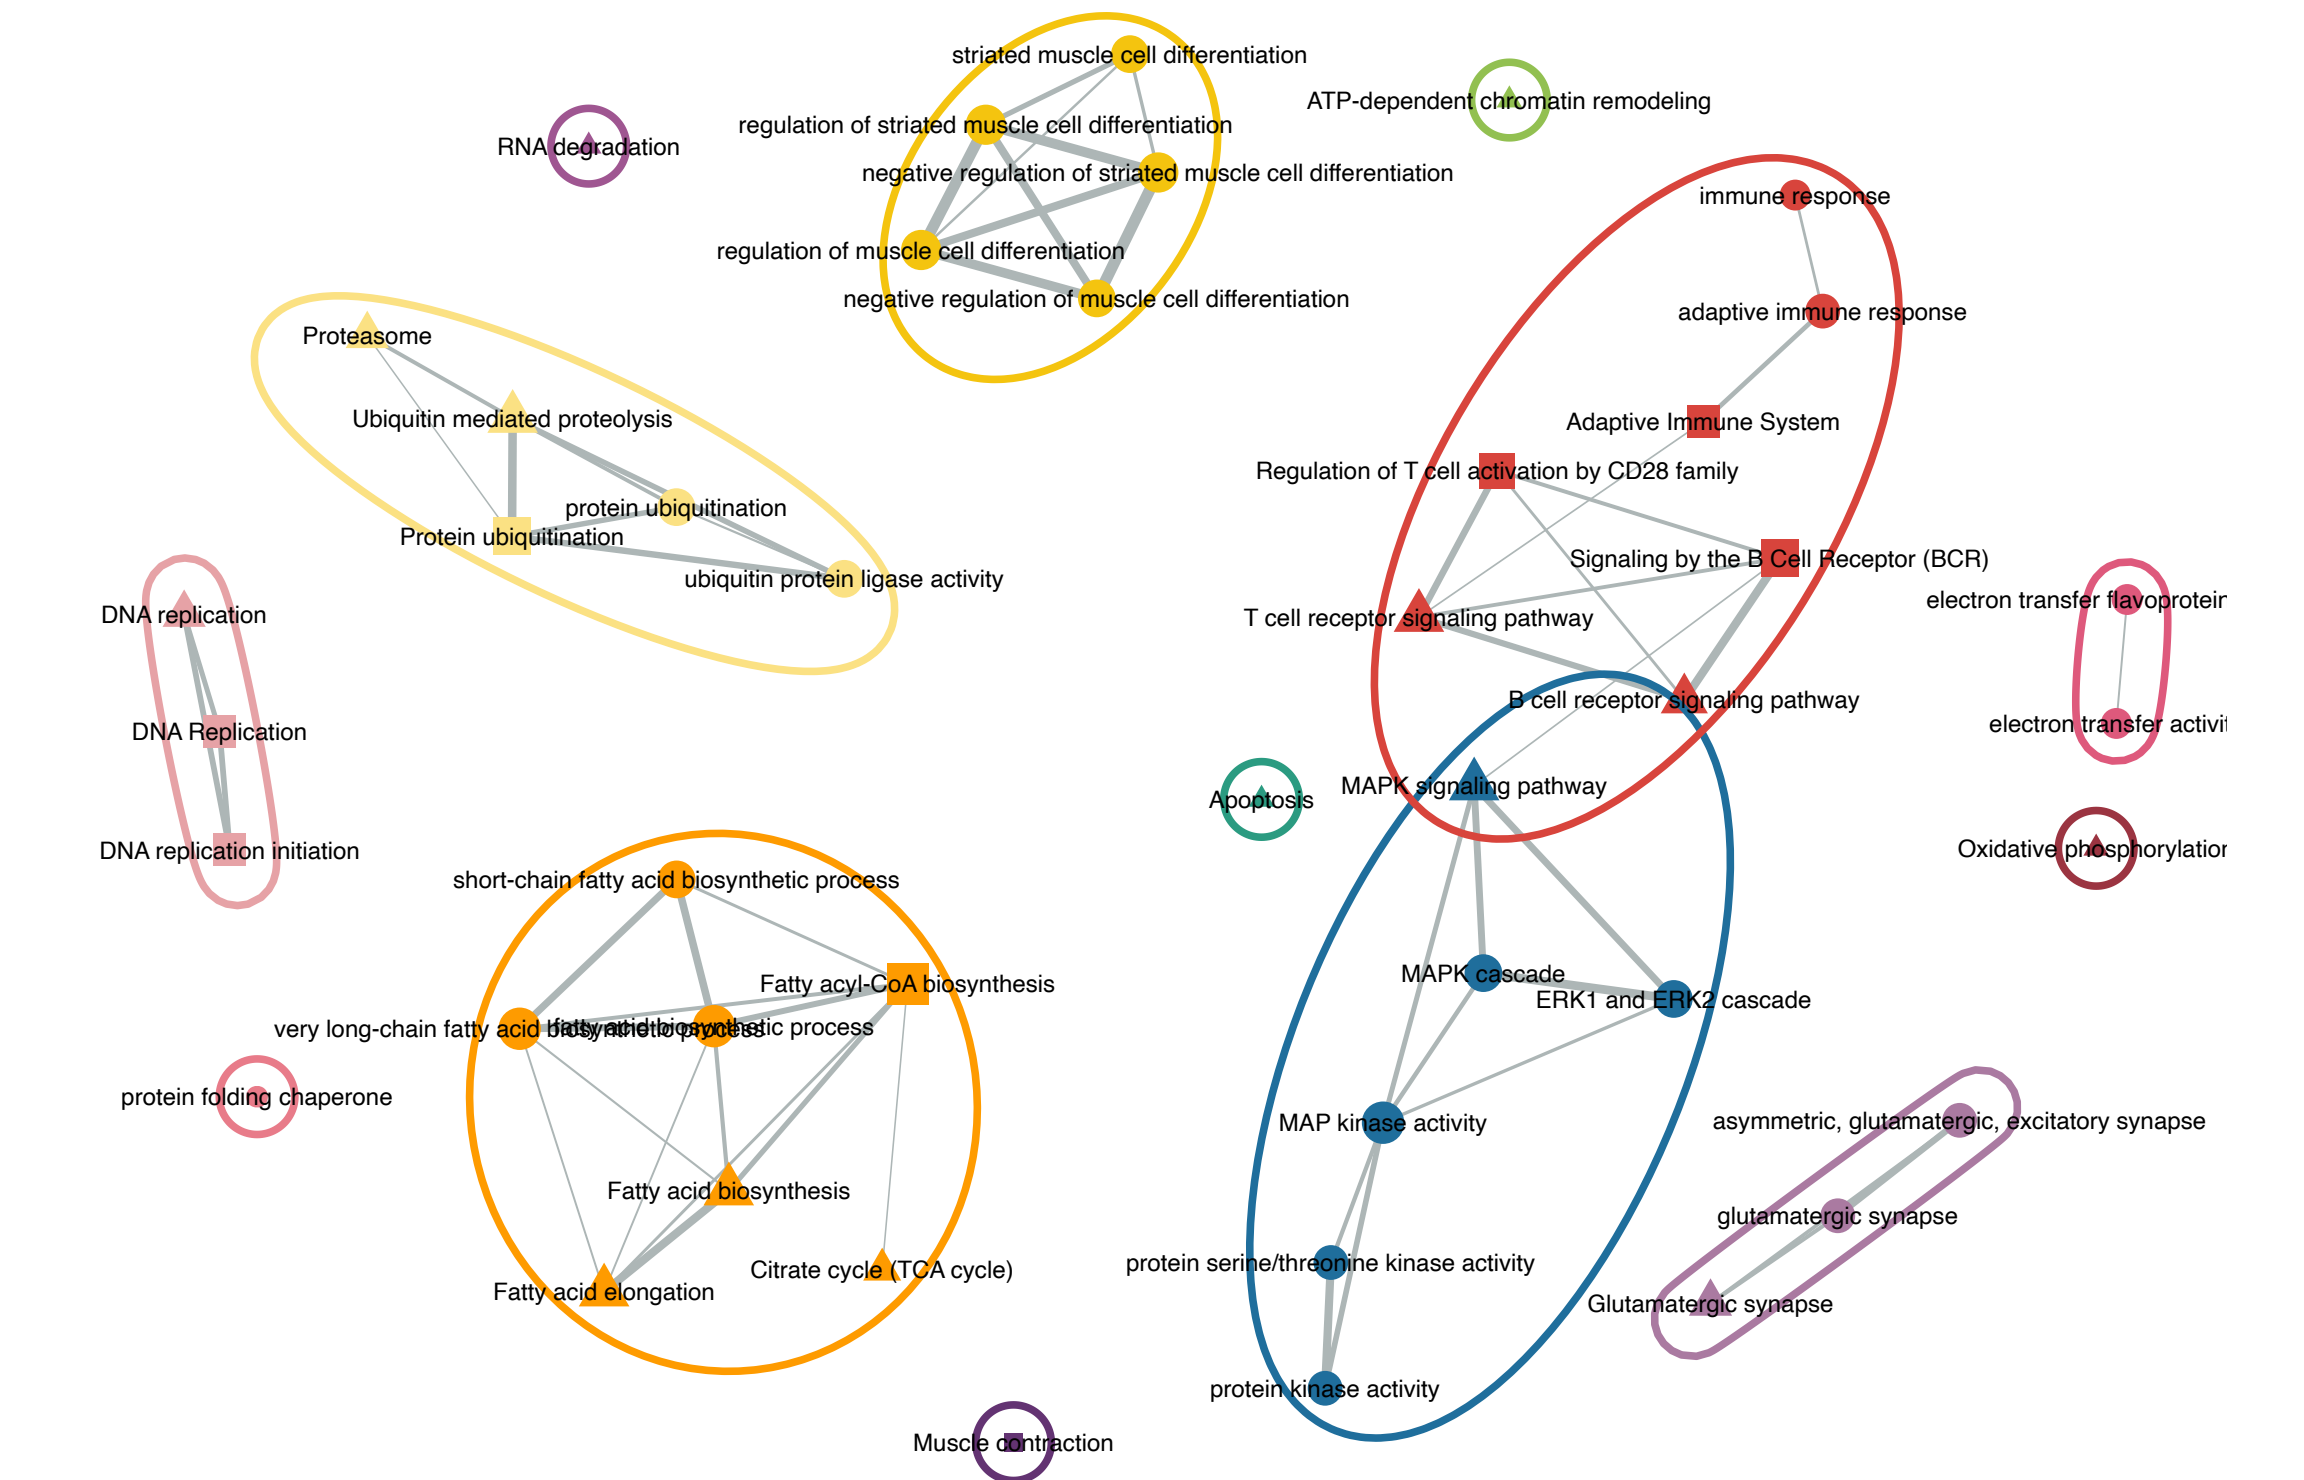 striated muscle cell differentiation
ATP-dependent chromatin remodeling
regulation of striated muscle cell differentiation
RNA degradation
negative regulation of striated muscle cell differentiation
immune response
regulation of muscle cell differentiation
negative regulation of muscle cell differentiation
adaptive immune response
Proteasome
Ubiquitin mediated proteolysis
Adaptive Immune System
Regulation of T cell activation by CD28 family
protein ubiquitination
Protein ubiquitination
Signaling by the B Cell Receptor (BCR)
ubiquitin protein ligase activity
electron transfer flavoprotein
DNA replication
T cell receptor signaling pathway
B cell receptor signaling pathway
electron transfer activit
DNA Replication
MAPK signaling pathway
Apoptosis
DNA replication initiation
Oxidative phosphorylation
short-chain fatty acid biosynthetic process
MAPK cascade
Fatty acyl-CoA biosynthesis
ERK1 and ERK2 cascade
very long-chain fatty acid biosynthetic process
fatty acid biosynthetic process
protein folding chaperone
asymmetric, glutamatergic, excitatory synapse
MAP kinase activity
Fatty acid biosynthesis
glutamatergic synapse
protein serine/threonine kinase activity
Citrate cycle (TCA cycle)
Fatty acid elongation
Glutamatergic synapse
protein kinase activity
Muscle contraction